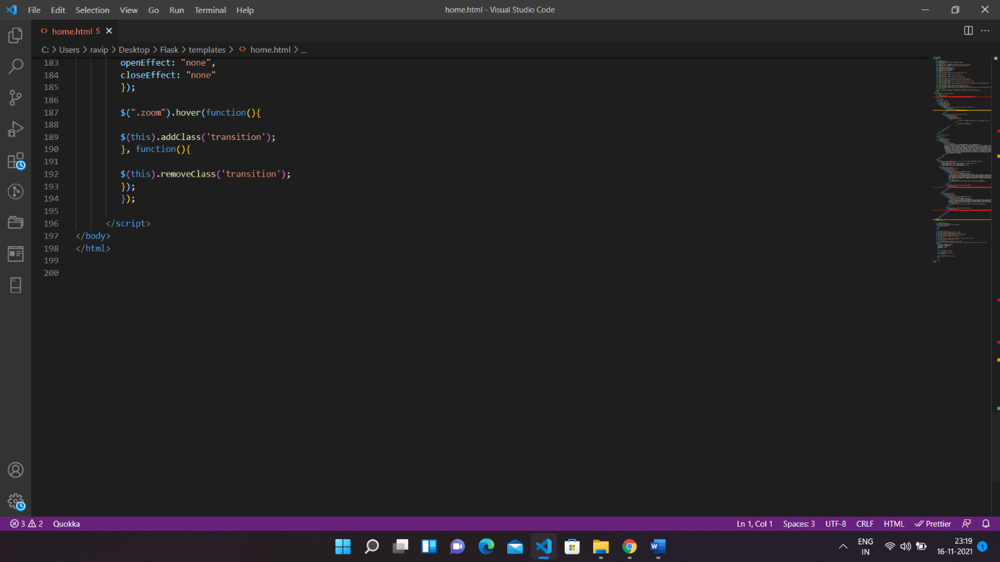 File Edit Selection View Go Run Terminal Help
home.html - Visual Studio Code
home.html 5
C: > Users > ravip > Desktop > Flask > templates > home.html > ...
183 openEffect: "none",
184 closeEffect: "none"
185 });
186
187 $(".zoom").hover(function(){
188
189 $(this).addClass('transition');
190 }, function(){
191
192 $(this).removeClass('transition');
193 });
194 });
195
196 </script>
197 </body>
198 </html>
199
200
3 2 Quokka
Ln 1, Col 1 Spaces: 3 UTF-8 CRLF HTML Prettier
ENG
IN
23:19
16-11-2021
1